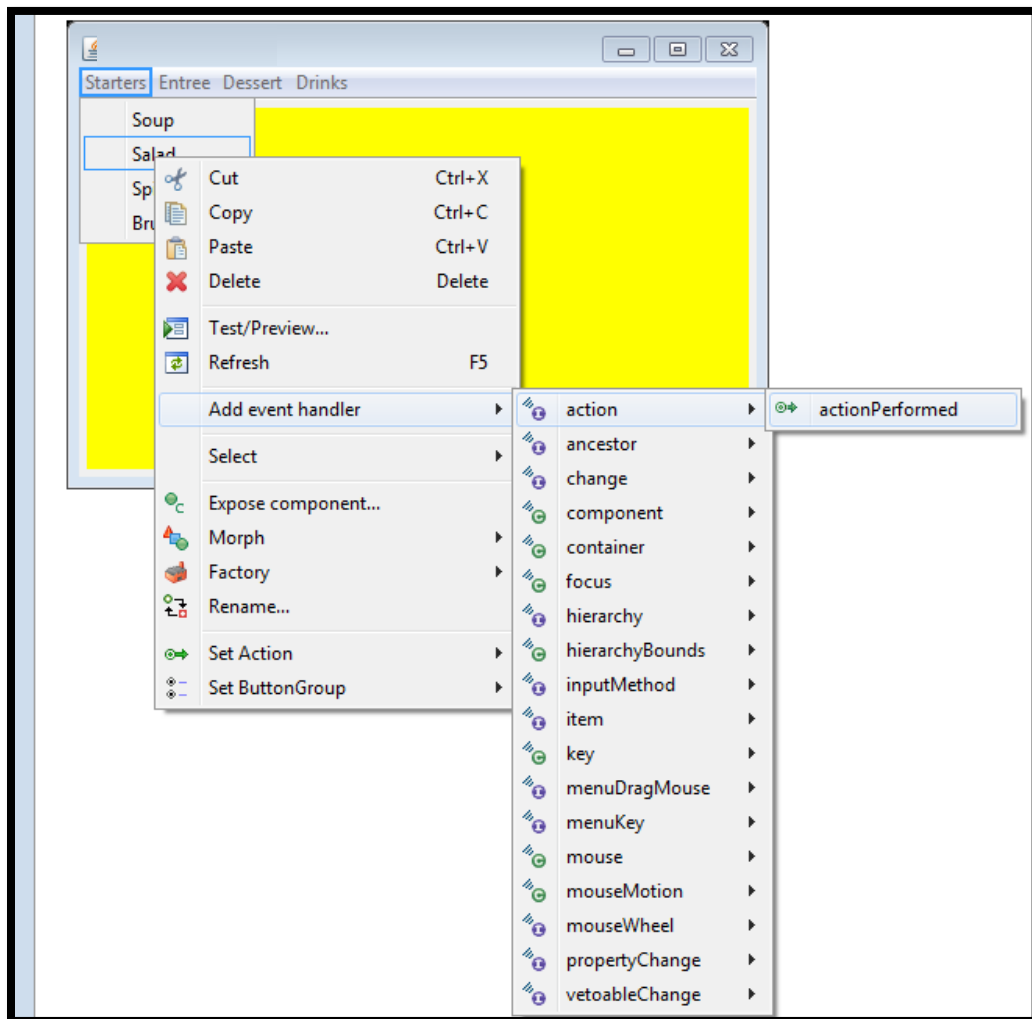 Starters Entree Dessert Drinks
Soup
Salad
Sp
Bru
Cut Ctrl+X
Copy Ctrl+C
Paste Ctrl+V
Delete Delete
Test/Preview...
Refresh F5
Add event handler
Select
Expose component...
Morph
Factory
Rename...
Set Action
Set ButtonGroup
action
ancestor
change
component
container
focus
hierarchy
hierarchyBounds
inputMethod
item
key
menuDragMouse
menuKey
mouse
mouseMotion
mouseWheel
propertyChange
vetoableChange
actionPerformed